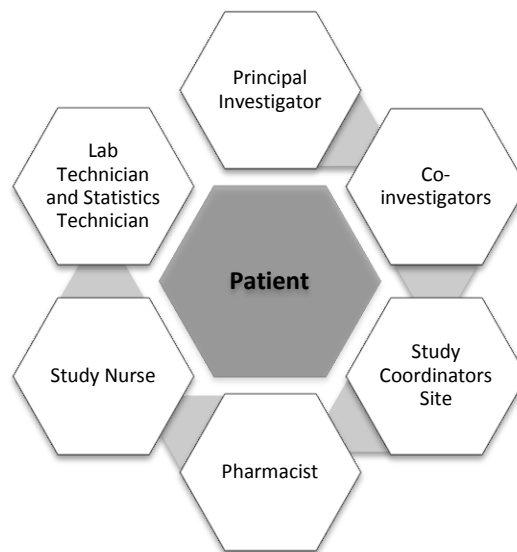 Principal
Investigator
Lab
Technician
and Statistics
Technician
Co-
investigators
Patient
Study Nurse
Study
Coordinators
Site
Pharmacist